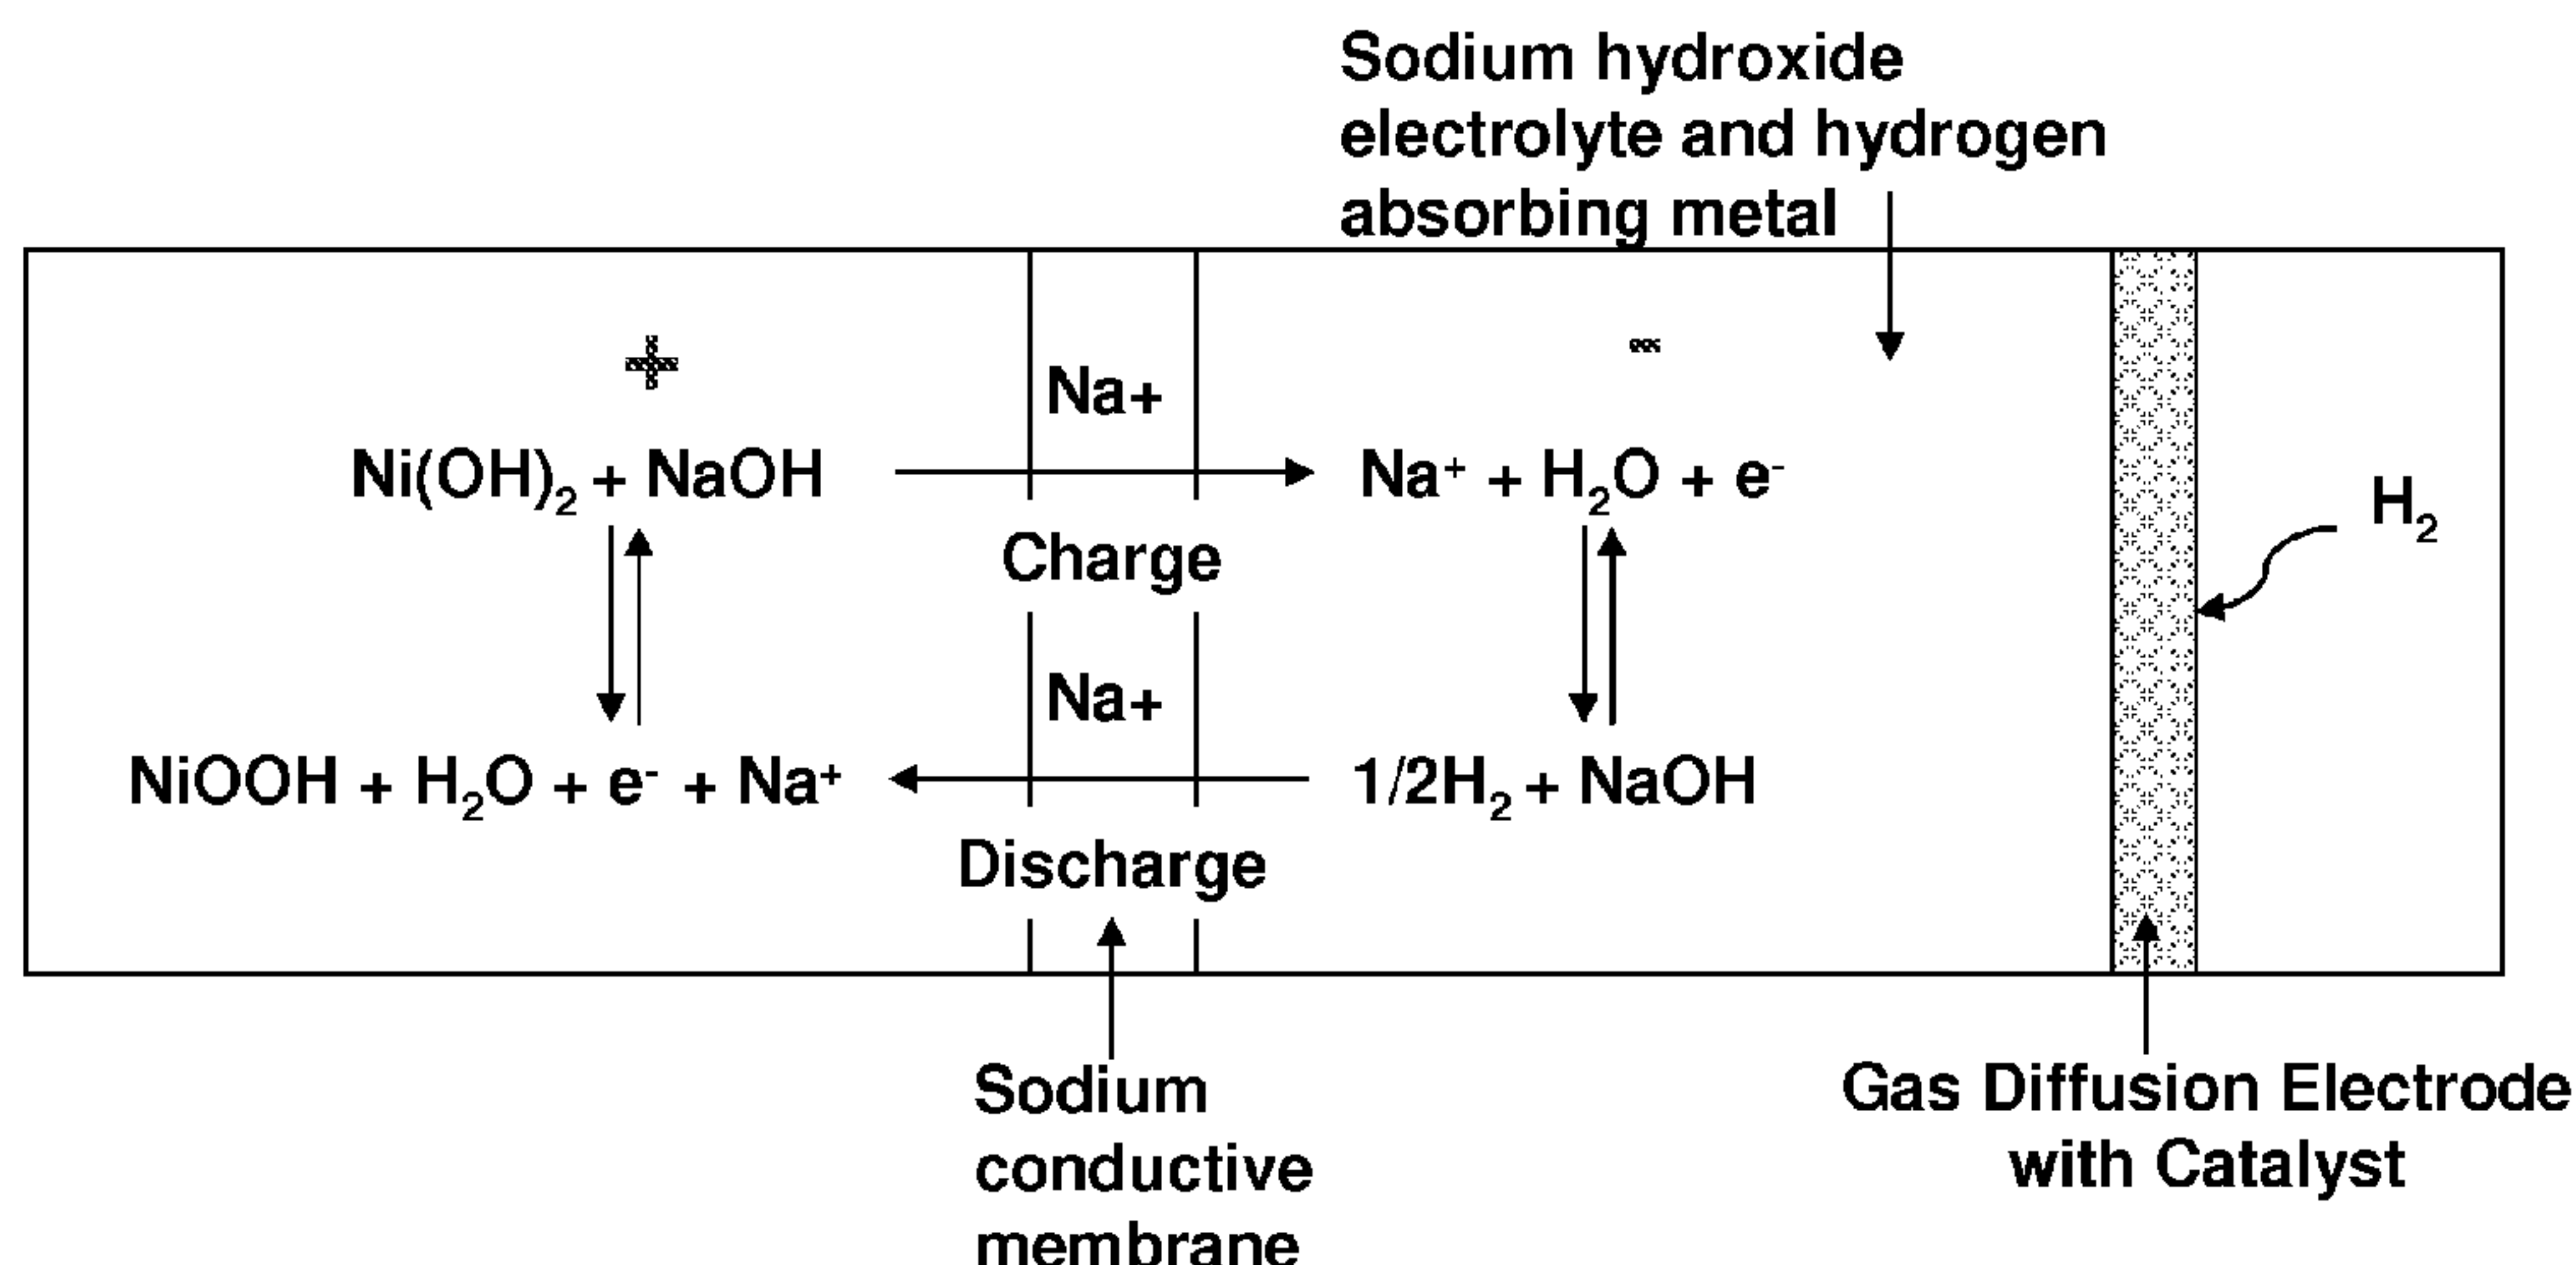 Sodium hydroxide
electrolyte and hydrogen
absorbing metal
+
-
Na+
Ni(OH)₂ + NaOH
Na⁺ + H₂O + e⁻
H₂
Charge
Na+
NiOOH + H₂O + e⁻ + Na⁺
1/2H₂ + NaOH
Discharge
Sodium
conductive
membrane
Gas Diffusion Electrode
with Catalyst